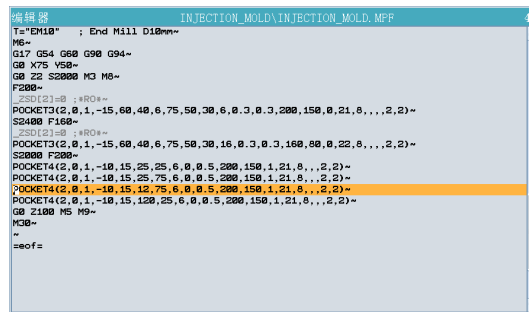 编辑器 INJECTION_MOLD\INJECTION_MOLD.MPF 4
T="EM10" ; End Mill D10mm~
M6~
G17 G54 G60 G90 G94~
G0 X75 Y50~
G0 Z2 S2000 M3 M8~
F200~
_ZSD[2]=0 ;*RO*~
POCKET3(2,0,1,-15,60,40,6,75,50,30,6,0.3,0.3,200,150,0,21,8,,,,2,2)~
S2400 F160~
_ZSD[2]=0 ;*RO*~
POCKET3(2,0,1,-15,60,40,6,75,50,30,16,0.3,0.3,160,80,0,22,8,,,,2,2)~
S2000 F200~
POCKET4(2,0,1,-10,15,25,25,6,0,0.5,200,150,1,21,8,,,2,2)~
POCKET4(2,0,1,-10,15,25,75,6,0,0.5,200,150,1,21,8,,,2,2)~
POCKET4(2,0,1,-10,15,12,75,6,0,0.5,200,150,1,21,8,,,2,2)~
POCKET4(2,0,1,-10,15,120,25,6,0,0.5,200,150,1,21,8,,,2,2)~
G0 Z100 M5 M9~
M30~
~
=eof=